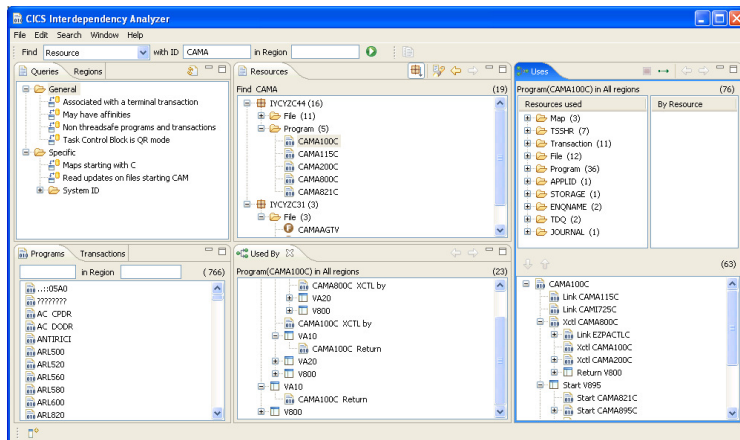 CICS Interdependency Analyzer
File Edit Search Window Help
Find Resource with ID CAMA in Region
Queries Regions
General
Associated with a terminal transaction
May have affinities
Non threadsafe programs and transactions
Task Control Block is QR mode
Specific
Maps starting with C
Read updates on files starting CAM
System ID
Resources
Find CAMA (19)
IYCYZC44 (16)
File (11)
Program (5)
CAMA100C
CAMA115C
CAMA200C
CAMA800C
CAMA821C
IYCYZC31 (3)
File (3)
CAMAAGTV
Uses
Program(CAMA100C) in All regions (76)
Resources used By Resource
Map (3)
TSSHR (7)
Transaction (11)
File (12)
Program (36)
APPLID (1)
STORAGE (1)
ENQNAME (2)
TDQ (2)
JOURNAL (1)
Programs Transactions
in Region (766)
..::05A0
????????
AC CPDR
AC DODR
ANTIRICI
ARL500
ARL520
ARL560
ARL580
ARL600
ARL820
Used By
Program(CAMA100C) in All regions (23)
CAMA800C XCTL by
VA20
V800
CAMA100C XCTL by
VA10
CAMA100C Return
VA20
V800
VA10
CAMA100C Return
V800
(63)
CAMA100C
Link CAMA115C
Link CAMI725C
Xctl CAMA800C
Link EZPACTLC
Xctl CAMA100C
Xctl CAMA200C
Return V800
Start V895
Start CAMA821C
Start CAMA895C